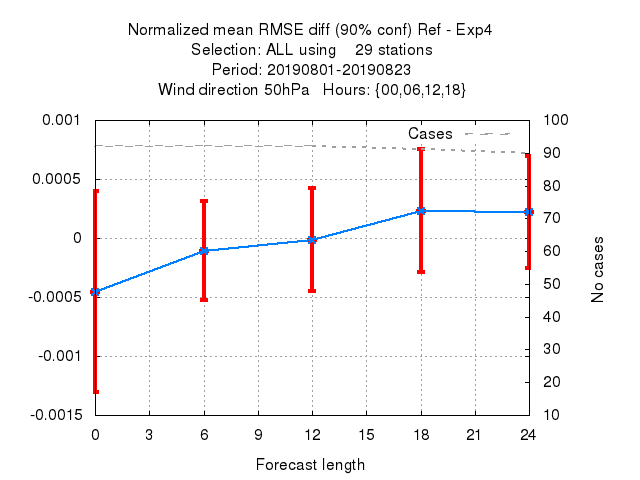 Normalized mean RMSE diff (90% conf) Ref - Exp4
Selection: ALL using    29 stations
Period: 20190801-20190823
Wind direction 50hPa   Hours: {00,06,12,18}
0.001
0.0005
0
-0.0005
-0.001
-0.0015
Cases
100
90
80
70
60
50
40
30
20
10
No cases
0 3 6 9 12 15 18 21 24
Forecast length